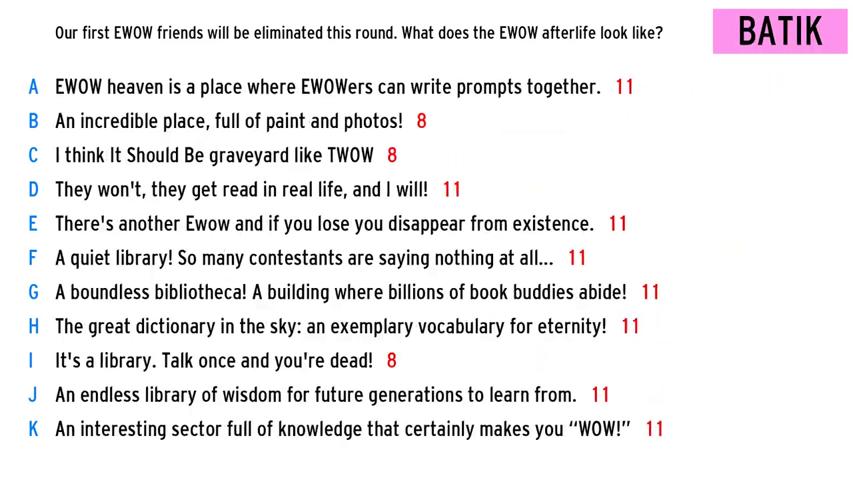 Our first EWOW friends will be eliminated this round. What does the EWOW afterlife look like?
BATIK
A EWOW heaven is a place where EWOWers can write prompts together. 11
B An incredible place, full of paint and photos! 8
C I think It Should Be graveyard like TWOW 8
D They won't, they get read in real life, and I will! 11
E There's another Ewow and if you lose you disappear from existence. 11
F A quiet library! So many contestants are saying nothing at all... 11
G A boundless bibliotheca! A building where billions of book buddies abide! 11
H The great dictionary in the sky: an exemplary vocabulary for eternity! 11
I It's a library. Talk once and you're dead! 8
J An endless library of wisdom for future generations to learn from. 11
K An interesting sector full of knowledge that certainly makes you “WOW!” 11